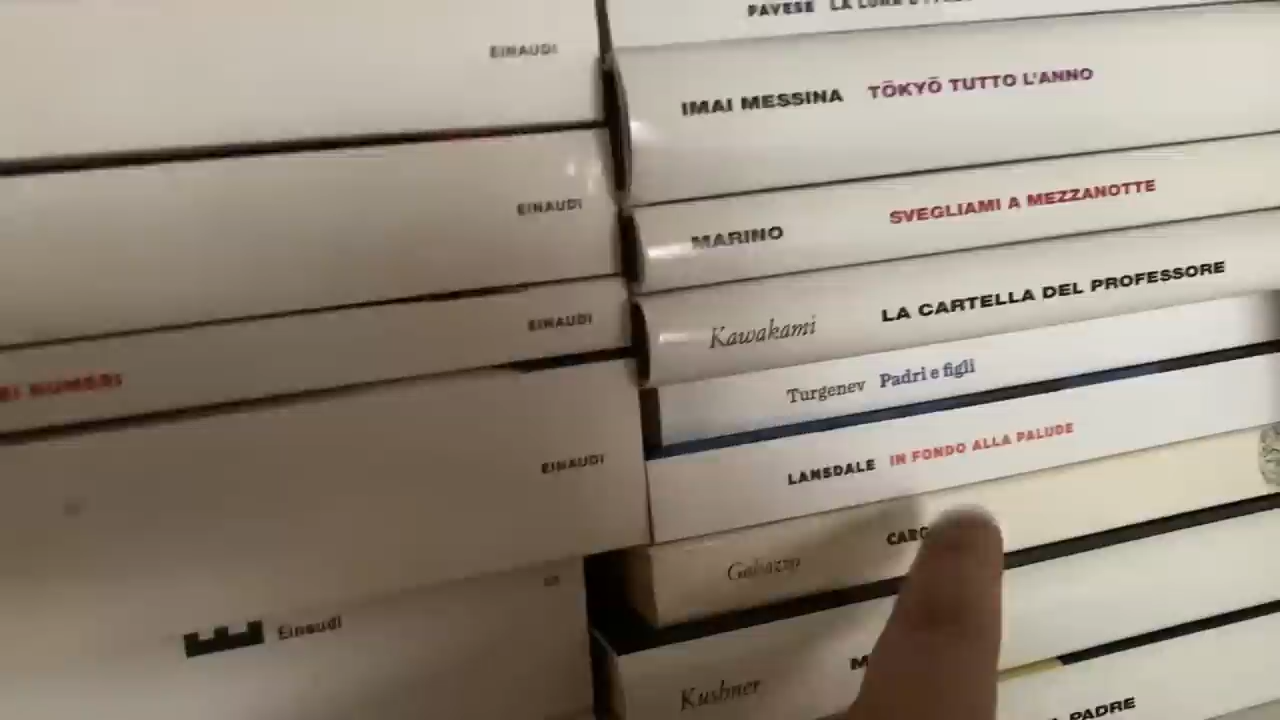 EINAUDI
EINAUDI
EINAUDI
EINAUDI
Einaudi
PAVESE
IMAI MESSINA TŌKYŌ TUTTO L'ANNO
MARINO SVEGLIAMI A MEZZANOTTE
Kawakami LA CARTELLA DEL PROFESSORE
Turgenev Padri e figli
LANSDALE IN FONDO ALLA PALUDE
Kushner
PADRE